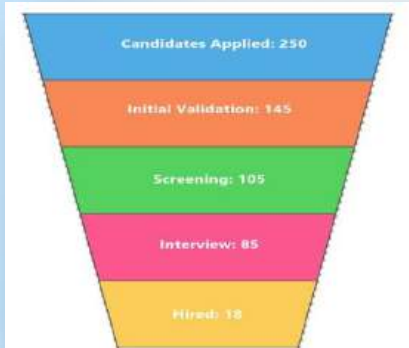 Candidates Applied: 250
Initial Validation: 145
Screening: 105
Interview: 85
Hired: 18